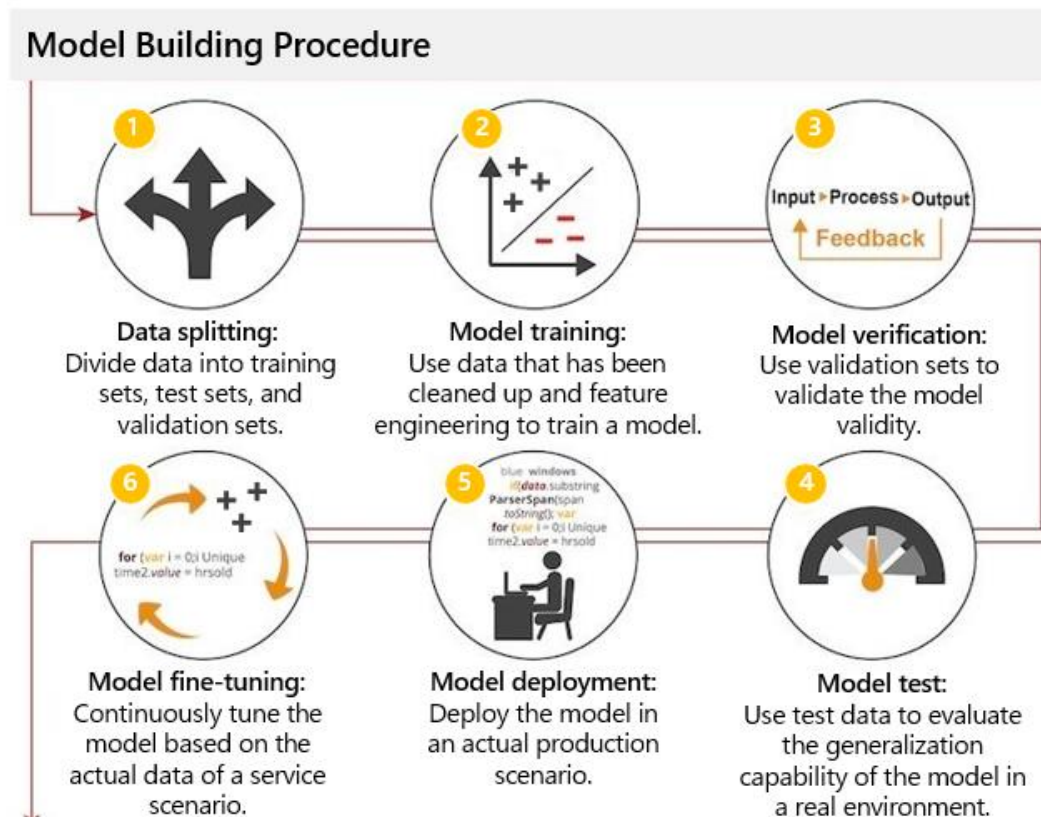 Model Building Procedure
1
2
3
Input ▸ Process ▸ Output
Feedback
Data splitting:
Divide data into training
sets, test sets, and
validation sets.
Model training:
Use data that has been
cleaned up and feature
engineering to train a model.
Model verification:
Use validation sets to
validate the model
validity.
4
Model test:
Use test data to evaluate
the generalization
capability of the model in
a real environment.
5
blue windows
if(data.substring
ParserSpan(span
toString(); var
for (var i = 0;i Unique
time2.value = hrsold
Model deployment:
Deploy the model in
an actual production
scenario.
6
for (var i = 0;i Unique
time2.value = hrsold
Model fine-tuning:
Continuously tune the
model based on the
actual data of a service
scenario.